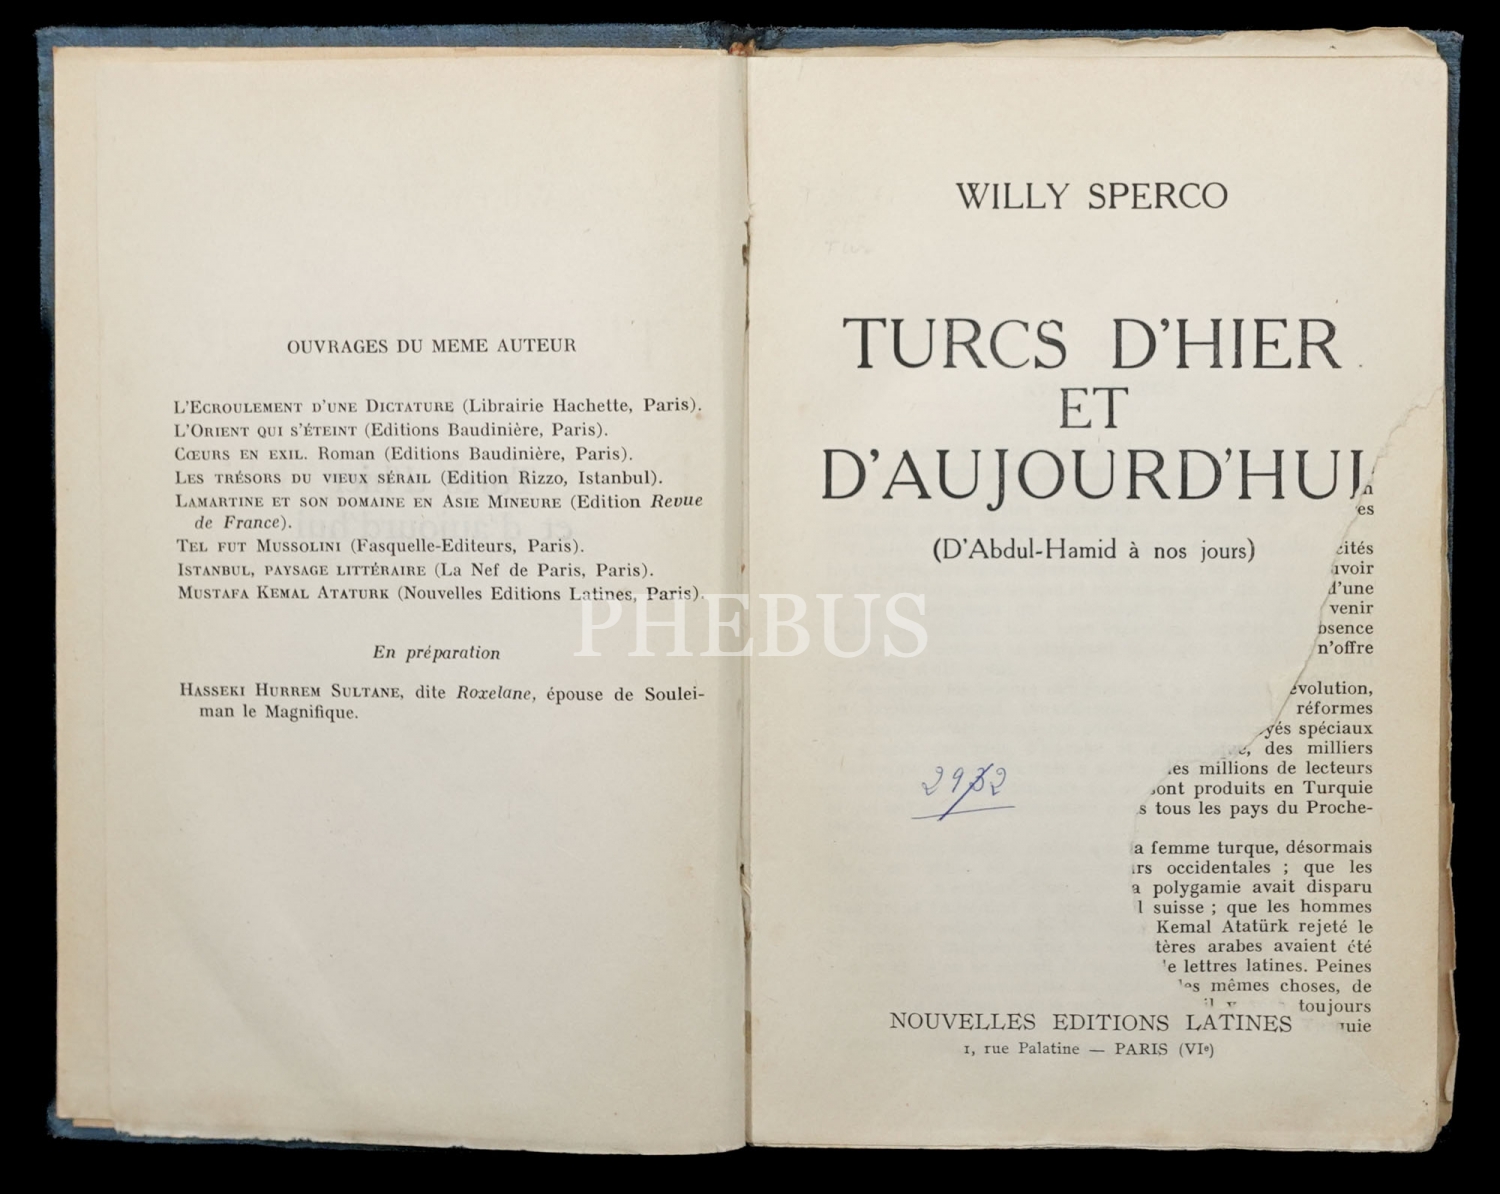 OUVRAGES DU MEME AUTEUR
L'ECROULEMENT D'UNE DICTATURE (Librairie Hachette, Paris).
L'ORIENT QUI S'ÉTEINT (Editions Baudinière, Paris).
CŒURS EN EXIL. Roman (Editions Baudinière, Paris).
LES TRÉSORS DU VIEUX SÉRAIL (Edition Rizzo, Istanbul).
LAMARTINE ET SON DOMAINE EN ASIE MINEURE (Edition Revue
de France).
TEL FUT MUSSOLINI (Fasquelle-Editeurs, Paris).
ISTANBUL, PAYSAGE LITTÉRAIRE (La Nef de Paris, Paris).
MUSTAFA KEMAL ATATURK (Nouvelles Editions Latines, Paris).
En préparation
HASSEKI HURREM SULTANE, dite Roxelane, épouse de Soulei-
man le Magnifique.
PHEBUS
WILLY SPERCO
TURCS D'HIER
ET
D'AUJOURD'HUI
(D'Abdul-Hamid à nos jours)
es
cités
d'une
venir
n'offre
réformes
spéciaux
des milliers
millions de lecteurs
produits en Turquie
tous les pays du Proche-
femme turque, désormais
occidentales ; que les
polygamie avait disparu
suisse ; que les hommes
Kemal Atatürk rejeté le
tères arabes avaient été
lettres latines. Peines
mêmes choses, de
toujours
NOUVELLES EDITIONS LATINES
1, rue Palatine — PARIS (VIe)